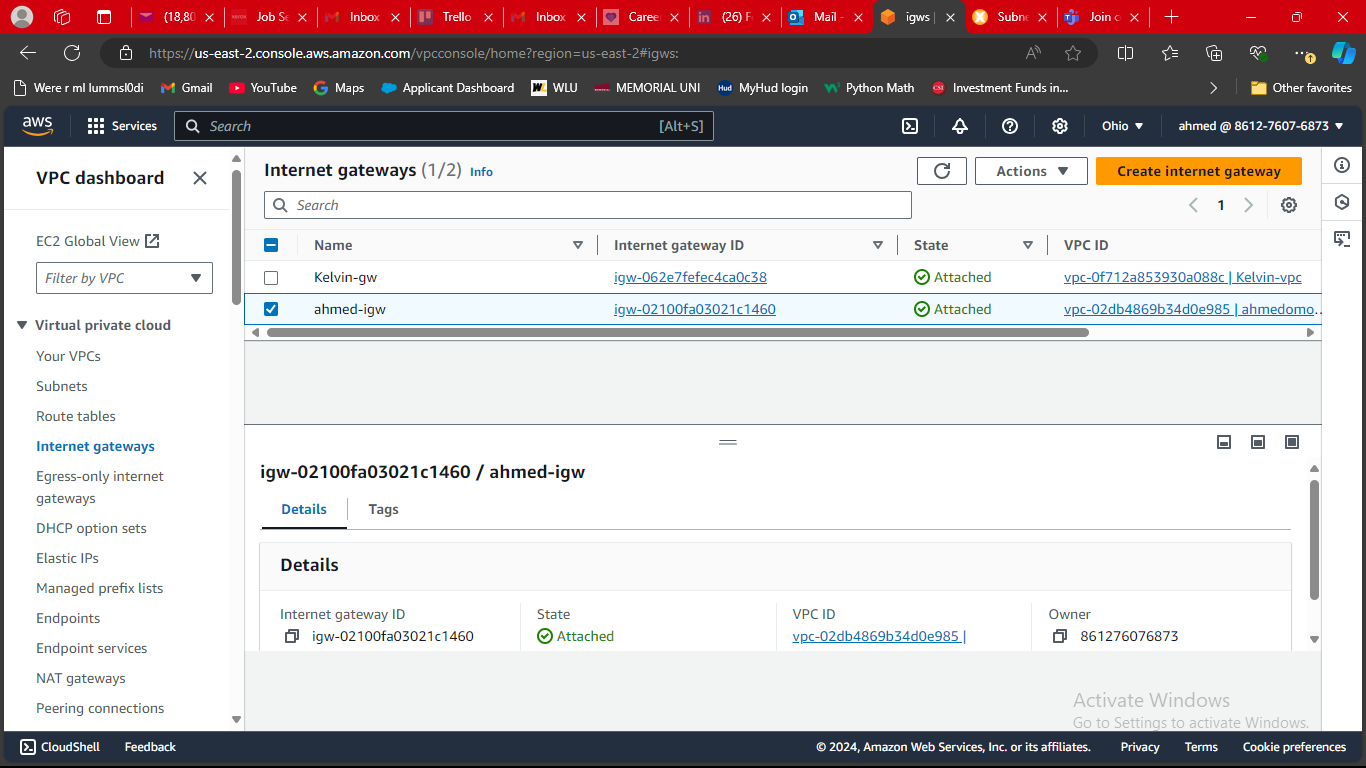 (18,80
Job Se
Inbox
Trello
Inbox
Caree
(26) F
Mail -
igws |
Subne
Join c
https://us-east-2.console.aws.amazon.com/vpcconsole/home?region=us-east-2#igws:
Were r ml lummsl0di
Gmail
YouTube
Maps
Applicant Dashboard
WLU
MEMORIAL UNI
MyHud login
Python Math
Investment Funds in...
Other favorites
aws
Services
Search
[Alt+S]
Ohio
ahmed @ 8612-7607-6873
VPC dashboard
EC2 Global View
Filter by VPC
Virtual private cloud
Your VPCs
Subnets
Route tables
Internet gateways
Egress-only internet
gateways
DHCP option sets
Elastic IPs
Managed prefix lists
Endpoints
Endpoint services
NAT gateways
Peering connections
Internet gateways (1/2) Info
Actions
Create internet gateway
Search
1
Name
Internet gateway ID
State
VPC ID
Kelvin-gw
igw-062e7fefec4ca0c38
Attached
vpc-0f712a853930a088c | Kelvin-vpc
ahmed-igw
igw-02100fa03021c1460
Attached
vpc-02db4869b34d0e985 | ahmedomo...
igw-02100fa03021c1460 / ahmed-igw
Details
Tags
Details
Internet gateway ID
igw-02100fa03021c1460
State
Attached
VPC ID
vpc-02db4869b34d0e985 |
Owner
861276076873
Activate Windows
Go to Settings to activate Windows.
CloudShell
Feedback
© 2024, Amazon Web Services, Inc. or its affiliates.
Privacy
Terms
Cookie preferences